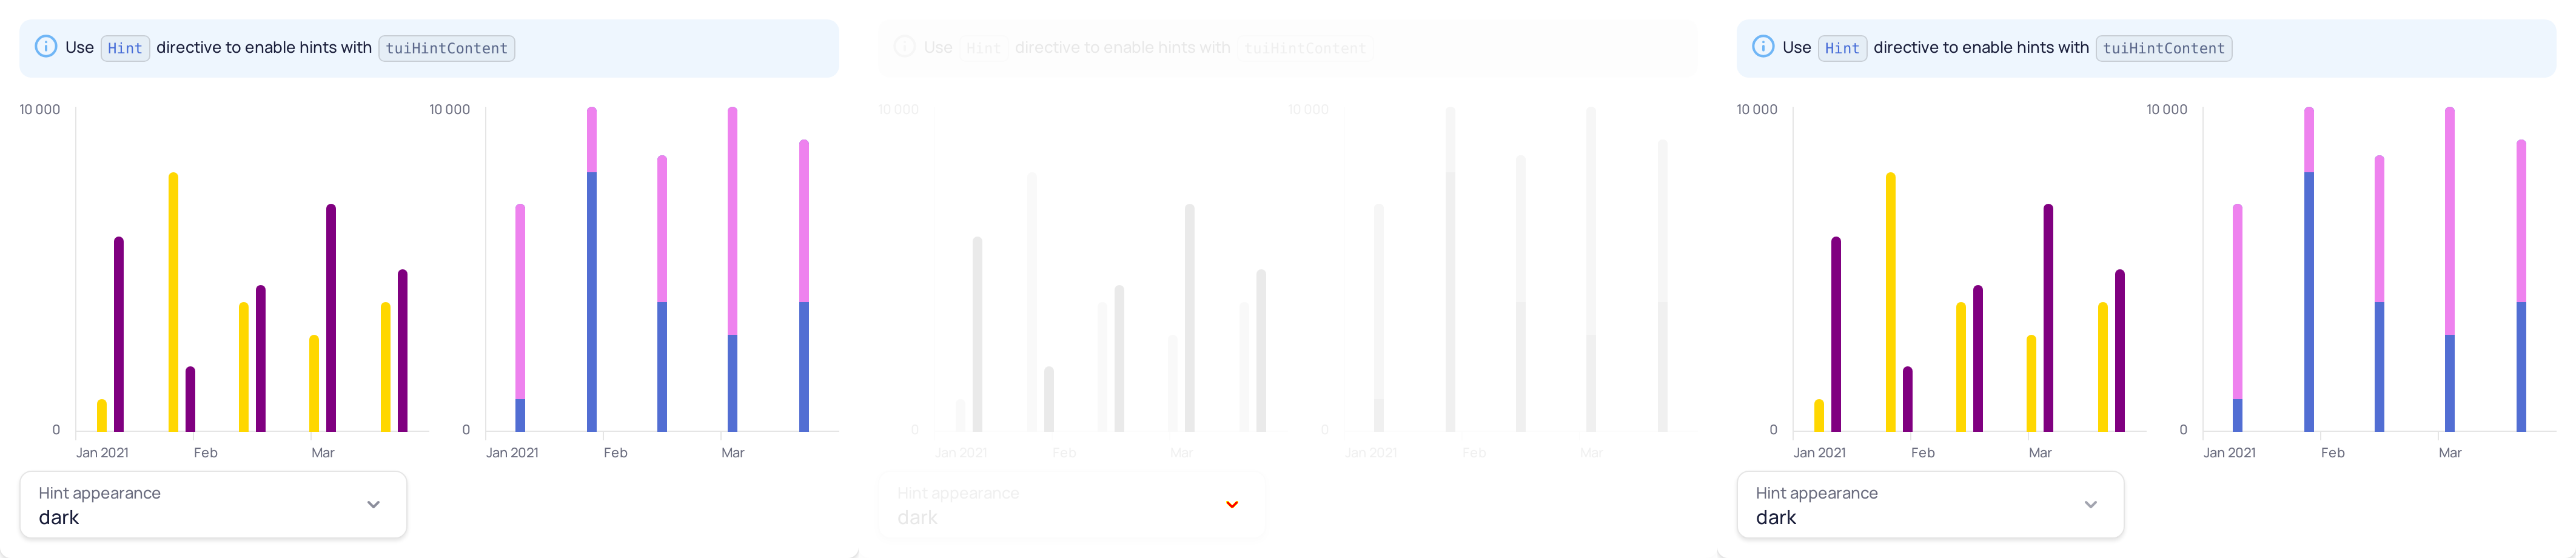 Use Hint directive to enable hints with tuiHintContent
10 000
0
Jan 2021 Feb Mar
10 000
0
Jan 2021 Feb Mar
Hint appearance
dark
Use Hint directive to enable hints with tuiHintContent
10 000
0
Jan 2021 Feb Mar
10 000
0
Jan 2021 Feb Mar
Hint appearance
dark
Use Hint directive to enable hints with tuiHintContent
10 000
0
Jan 2021 Feb Mar
10 000
0
Jan 2021 Feb Mar
Hint appearance
dark